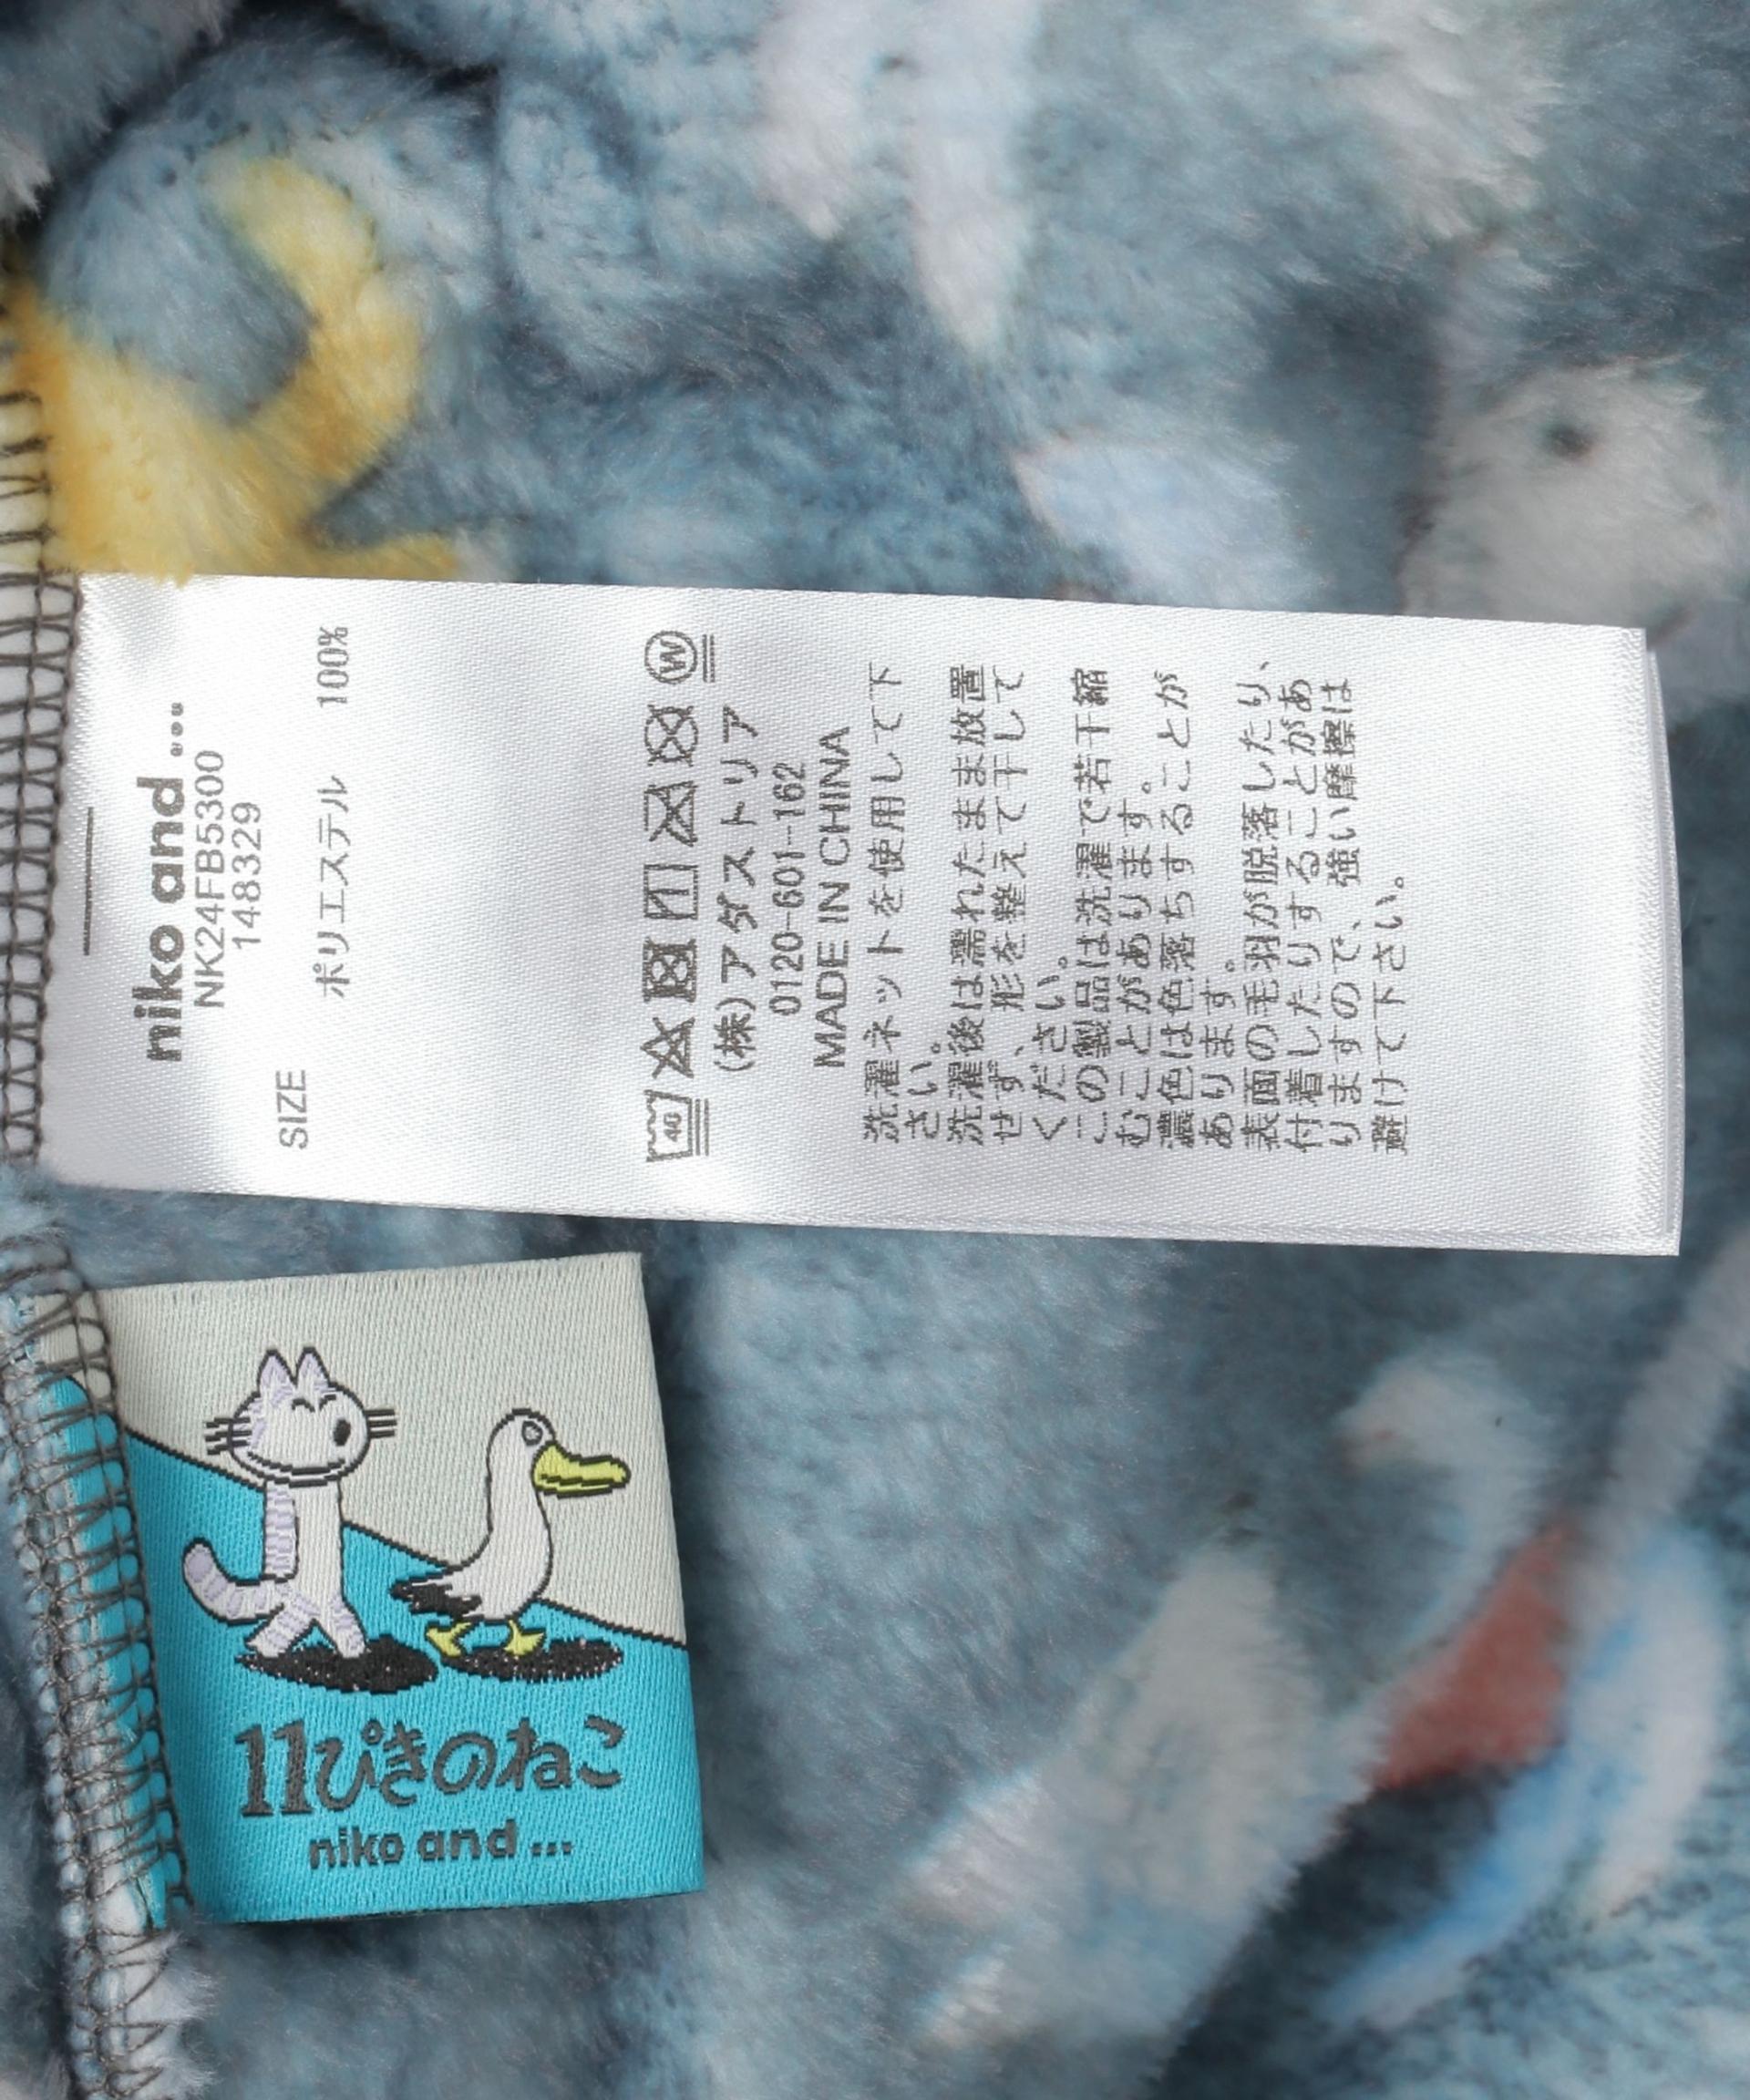 niko and ...
NK24FB5300
148329
SIZE
ポリエステル 100%
40
W
(株)アダストリア
0120-601-162
MADE IN CHINA
洗濯ネットを使用して下
さい。
洗濯後は濡れたまま放置
せず、形を整えて干して
ください。
この製品は洗濯で若干縮
むことがあります。
濃色は色落ちすることが
あります。
表面の毛羽が脱落したり、
付着したりすることがあ
りますので、強い摩擦は
避けて下さい。
11ぴきのねこ
niko and ...